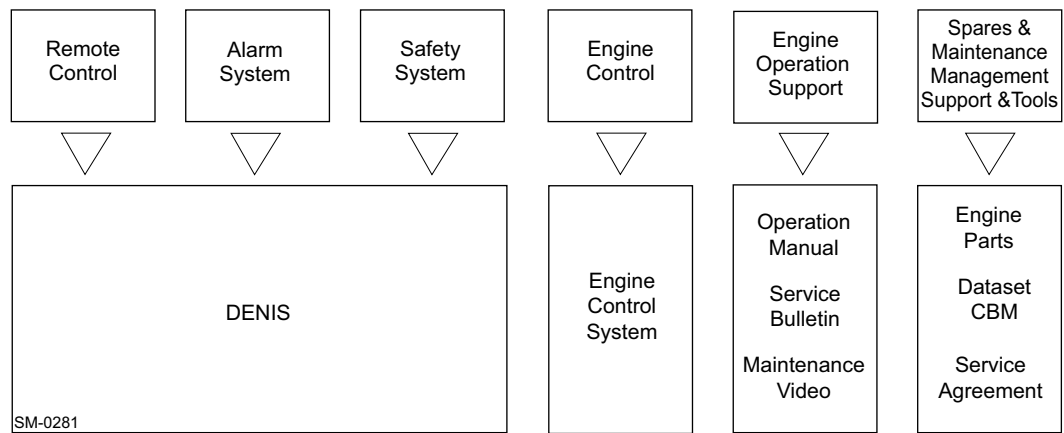 Remote
Control
Alarm
System
Safety
System
Engine
Control
Engine
Operation
Support
Spares &
Maintenance
Management
Support &Tools
DENIS
SM-0281
Engine
Control
System
Operation
Manual
Service
Bulletin
Maintenance
Video
Engine
Parts
Dataset
CBM
Service
Agreement